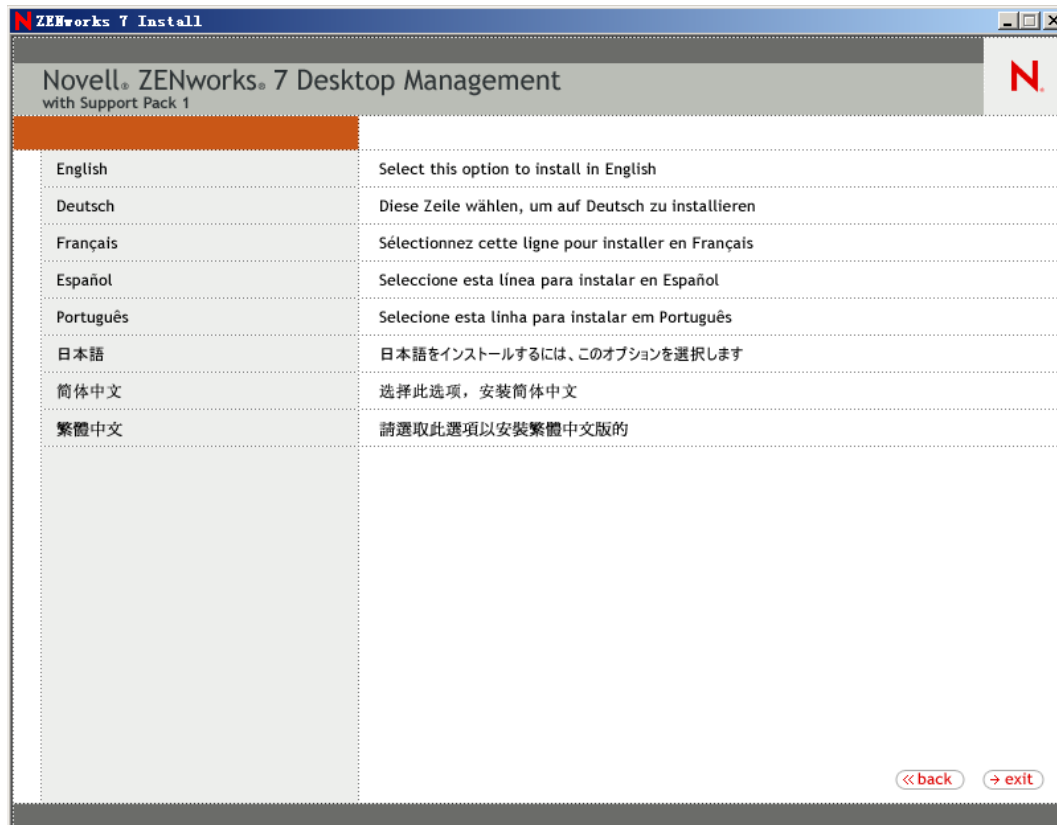 ZENworks 7 Install
Novell® ZENworks® 7 Desktop Management
with Support Pack 1
N®
English
Select this option to install in English
Deutsch
Diese Zeile wählen, um auf Deutsch zu installieren
Français
Sélectionnez cette ligne pour installer en Français
Español
Seleccione esta línea para instalar en Español
Português
Selecione esta linha para instalar em Português
日本語
日本語をインストールするには、このオプションを選択します
简体中文
选择此选项，安装简体中文
繁體中文
請選取此選項以安裝繁體中文版的
back
exit